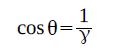 cos θ = 1/γ